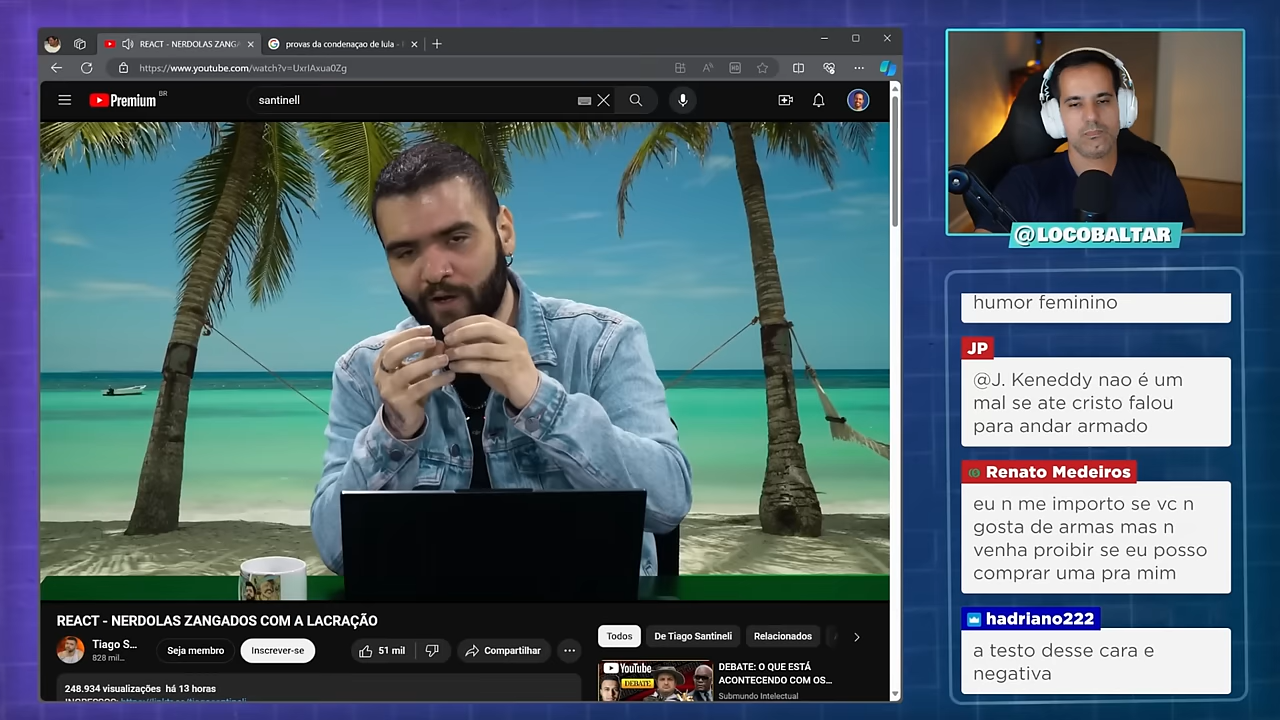 REACT - NERDOLAS ZANGA
provas da condenaçao de lula -
https://www.youtube.com/watch?v=UxrlAxua0Zg
Premium BR
santinell
REACT - NERDOLAS ZANGADOS COM A LACRAÇÃO
Tiago S...
828 mil...
Seja membro
Inscrever-se
51 mil
Compartilhar
248.934 visualizações há 13 horas
Todos
De Tiago Santineli
Relacionados
YouTube
DEBATE
DEBATE: O QUE ESTÁ
ACONTECENDO COM OS...
Submundo Intelectual
@LOCOBALTAR
humor feminino
JP
@J. Keneddy nao é um
mal se ate cristo falou
para andar armado
Renato Medeiros
eu n me importo se vc n
gosta de armas mas n
venha proibir se eu posso
comprar uma pra mim
hadriano222
a testo desse cara e
negativa